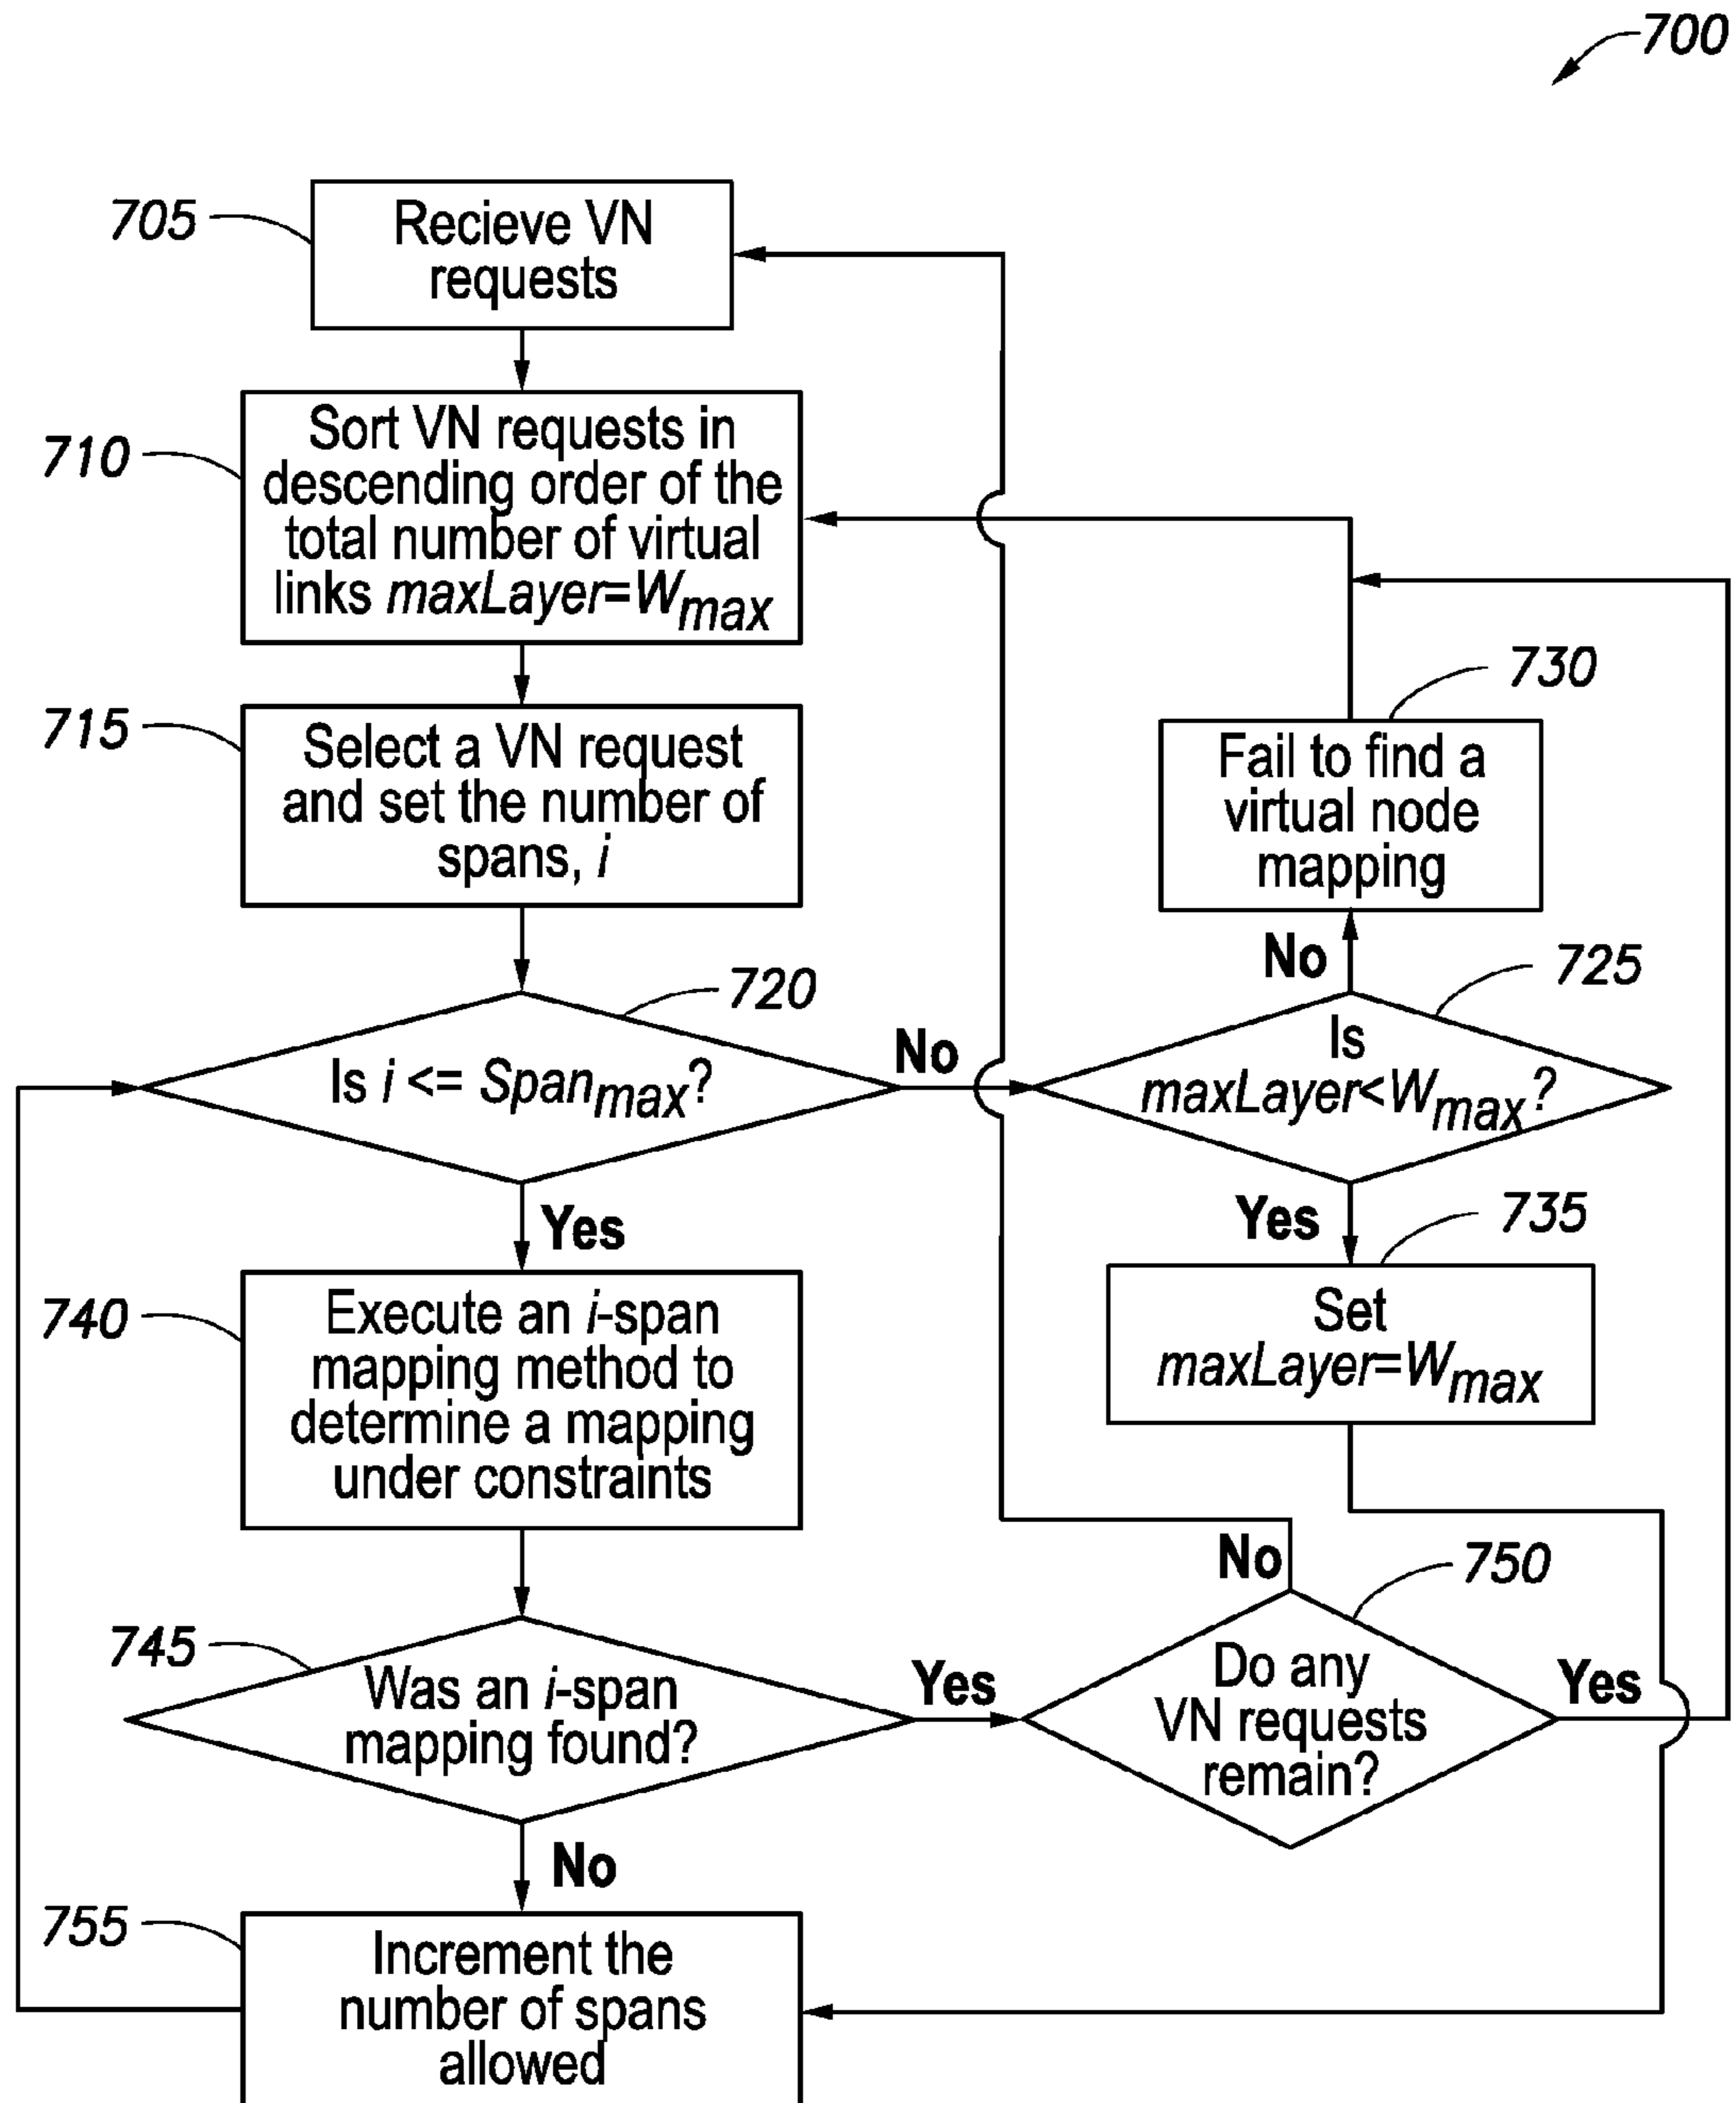 700
705
Recieve VN
requests
710
Sort VN requests in
descending order of the
total number of virtual
links maxLayer=Wmax
715
Select a VN request
and set the number of
spans, i
730
Fail to find a
virtual node
mapping
No
725
720
Is i <= Spanmax?
No
Is
maxLayer<Wmax?
Yes
Yes
735
Set
maxLayer=Wmax
740
Execute an i-span
mapping method to
determine a mapping
under constraints
No
750
745
Was an i-span
mapping found?
Yes
Do any
VN requests
remain?
Yes
No
755
Increment the
number of spans
allowed